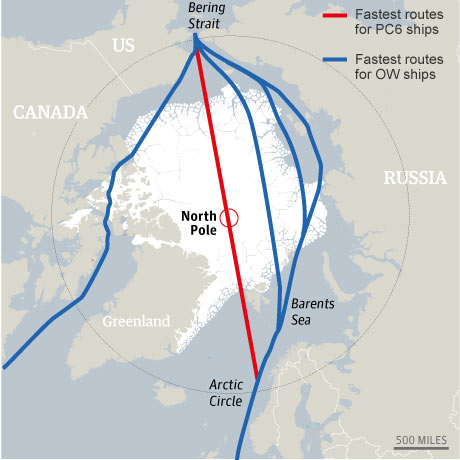 Bering
Strait
Fastest routes
for PC6 ships
Fastest routes
for OW ships
US
CANADA
RUSSIA
North
Pole
Barents
Sea
Greenland
Arctic
Circle
500 MILES